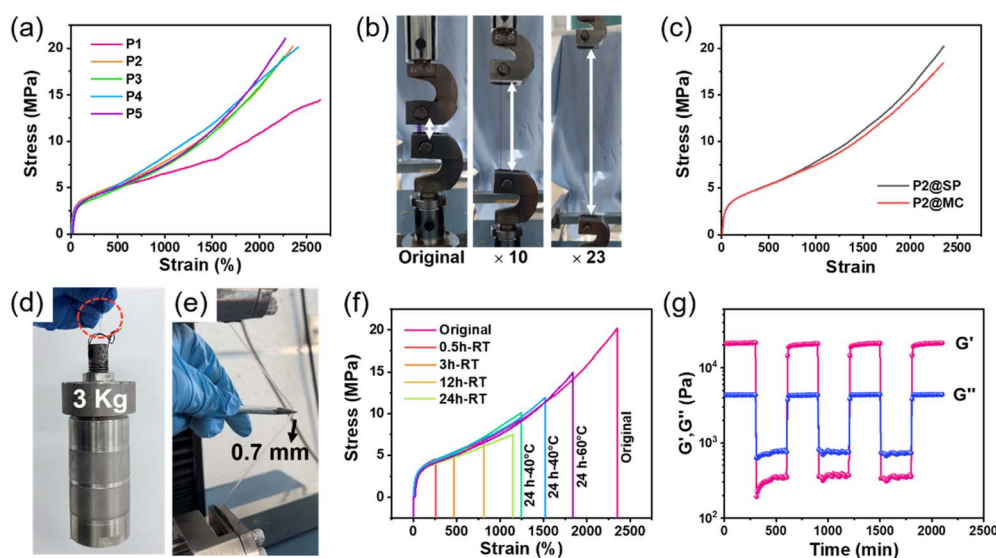 (a)
P1
P2
P3
P4
P5
Stress (MPa)
20
15
10
5
0
0 500 1000 1500 2000 2500
Strain (%)
(b)
Original
× 10
× 23
(c)
Stress (MPa)
20
15
10
5
0
P2@SP
P2@MC
0 500 1000 1500 2000 2500
Strain
(d)
3 Kg
(e)
0.7 mm
(f)
Original
0.5h-RT
3h-RT
12h-RT
24h-RT
Stress (MPa)
20
15
10
5
0
24 h-40°C
24 h-40°C
24 h-60°C
Original
0 500 1000 1500 2000 2500
Strain (%)
(g)
G',G'' (Pa)
10⁴
10³
10²
G'
G''
0 500 1000 1500 2000
Time (min)